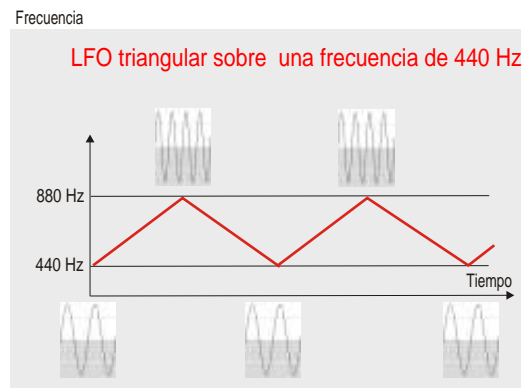 Frecuencia
LFO triangular sobre una frecuencia de 440 Hz
880 Hz
440 Hz
Tiempo